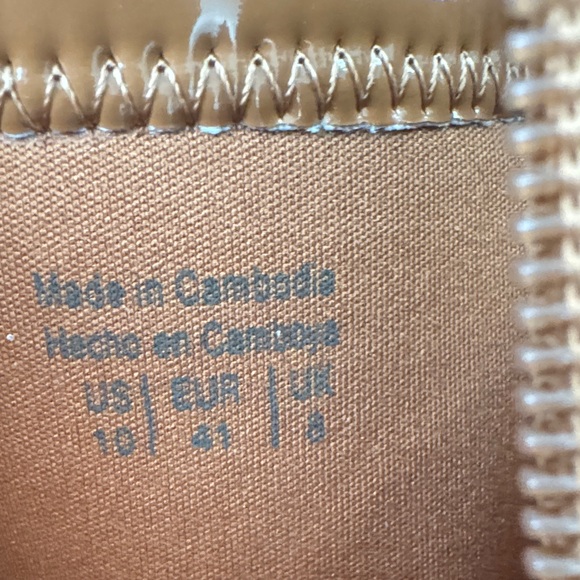 Made in Cambodia
Hecho en Camboya
US | EUR | UK
10 | 41 | 8